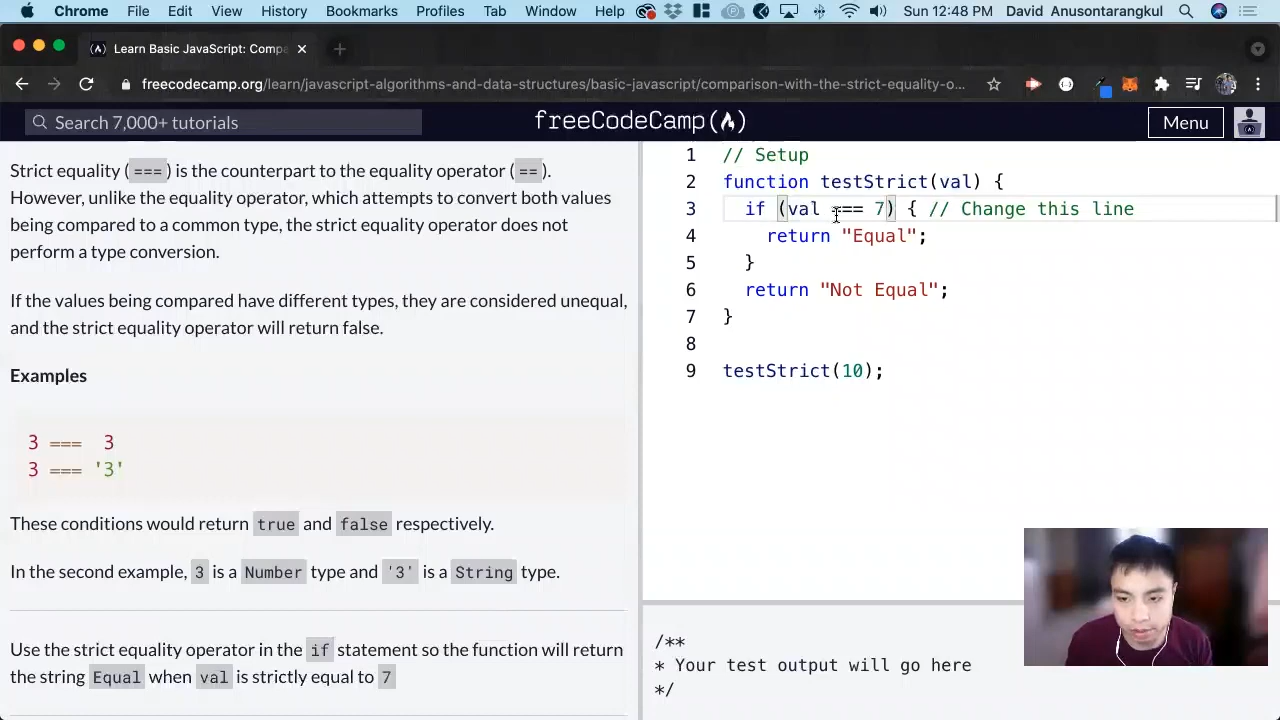 Chrome File Edit View History Bookmarks Profiles Tab Window Help Sun 12:48 PM David Anusontarangkul
Learn Basic JavaScript: Compa
freecodecamp.org/learn/javascript-algorithms-and-data-structures/basic-javascript/comparison-with-the-strict-equality-o...
Search 7,000+ tutorials
freeCodeCamp
Menu
Strict equality (===) is the counterpart to the equality operator (==).
However, unlike the equality operator, which attempts to convert both values
being compared to a common type, the strict equality operator does not
perform a type conversion.
If the values being compared have different types, they are considered unequal,
and the strict equality operator will return false.
Examples
3 === 3
3 === '3'
These conditions would return true and false respectively.
In the second example, 3 is a Number type and '3' is a String type.
Use the strict equality operator in the if statement so the function will return
the string Equal when val is strictly equal to 7
1 // Setup
2 function testStrict(val) {
3 if (val === 7) { // Change this line
4 return "Equal";
5 }
6 return "Not Equal";
7 }
8
9 testStrict(10);
/**
* Your test output will go here
*/